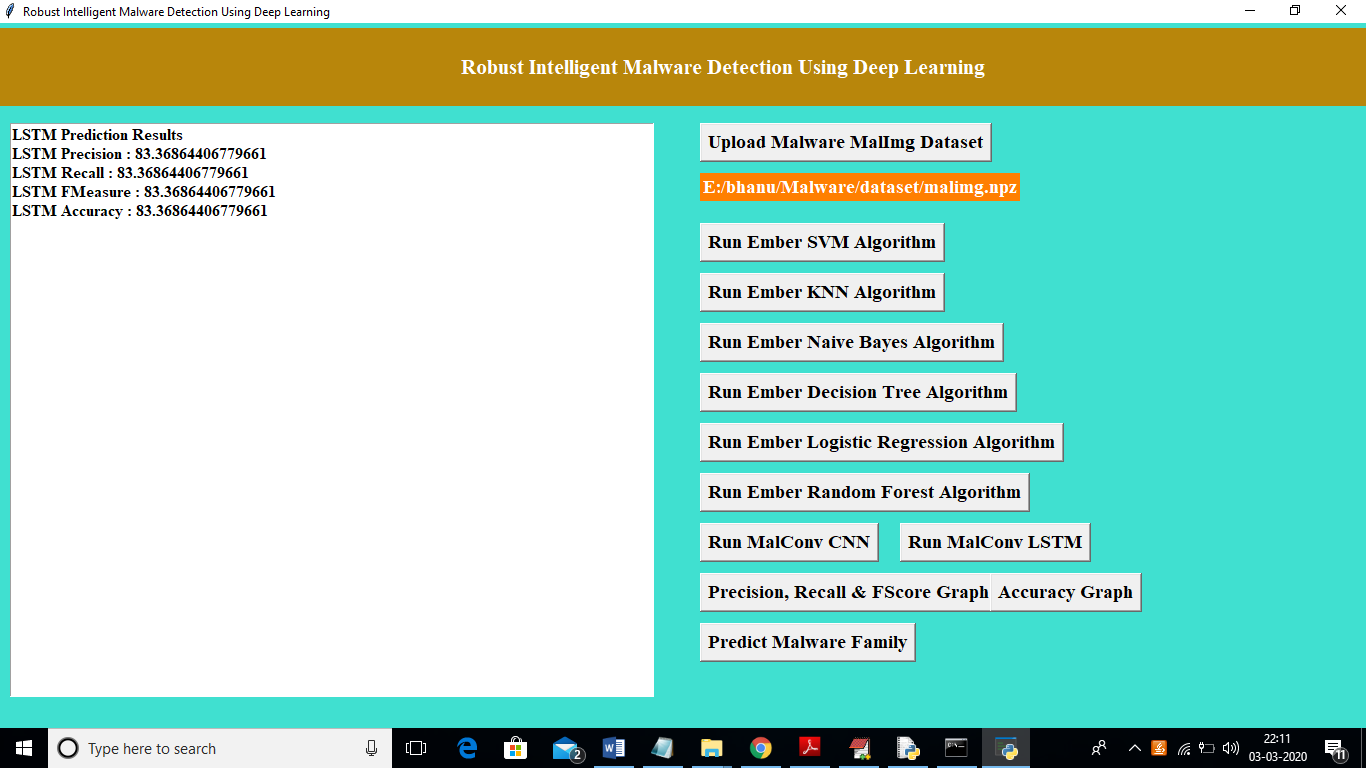 Robust Intelligent Malware Detection Using Deep Learning
Robust Intelligent Malware Detection Using Deep Learning
LSTM Prediction Results
LSTM Precision : 83.36864406779661
LSTM Recall : 83.36864406779661
LSTM FMeasure : 83.36864406779661
LSTM Accuracy : 83.36864406779661
Upload Malware MalImg Dataset
E:/bhanu/Malware/dataset/malimg.npz
Run Ember SVM Algorithm
Run Ember KNN Algorithm
Run Ember Naive Bayes Algorithm
Run Ember Decision Tree Algorithm
Run Ember Logistic Regression Algorithm
Run Ember Random Forest Algorithm
Run MalConv CNN
Run MalConv LSTM
Precision, Recall & FScore Graph
Accuracy Graph
Predict Malware Family
Type here to search
2
22:11
03-03-2020
11